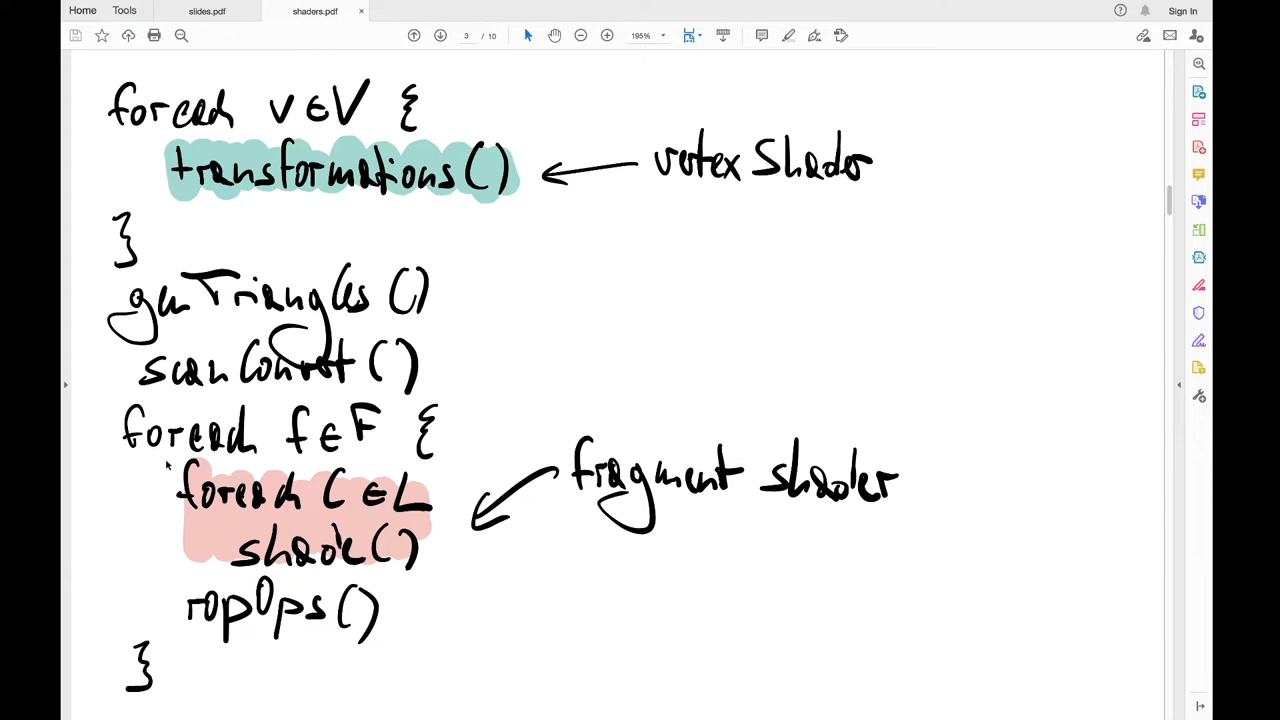 Home Tools slides.pdf shaders.pdf × Sign In
3 / 10 195%
foreach v ∈ V {
transformations() ← vertex Shader
}
genTriangles()
scanConvert()
foreach f ∈ F {
foreach l ∈ L ← fragment shader
shade()
ropOps()
}